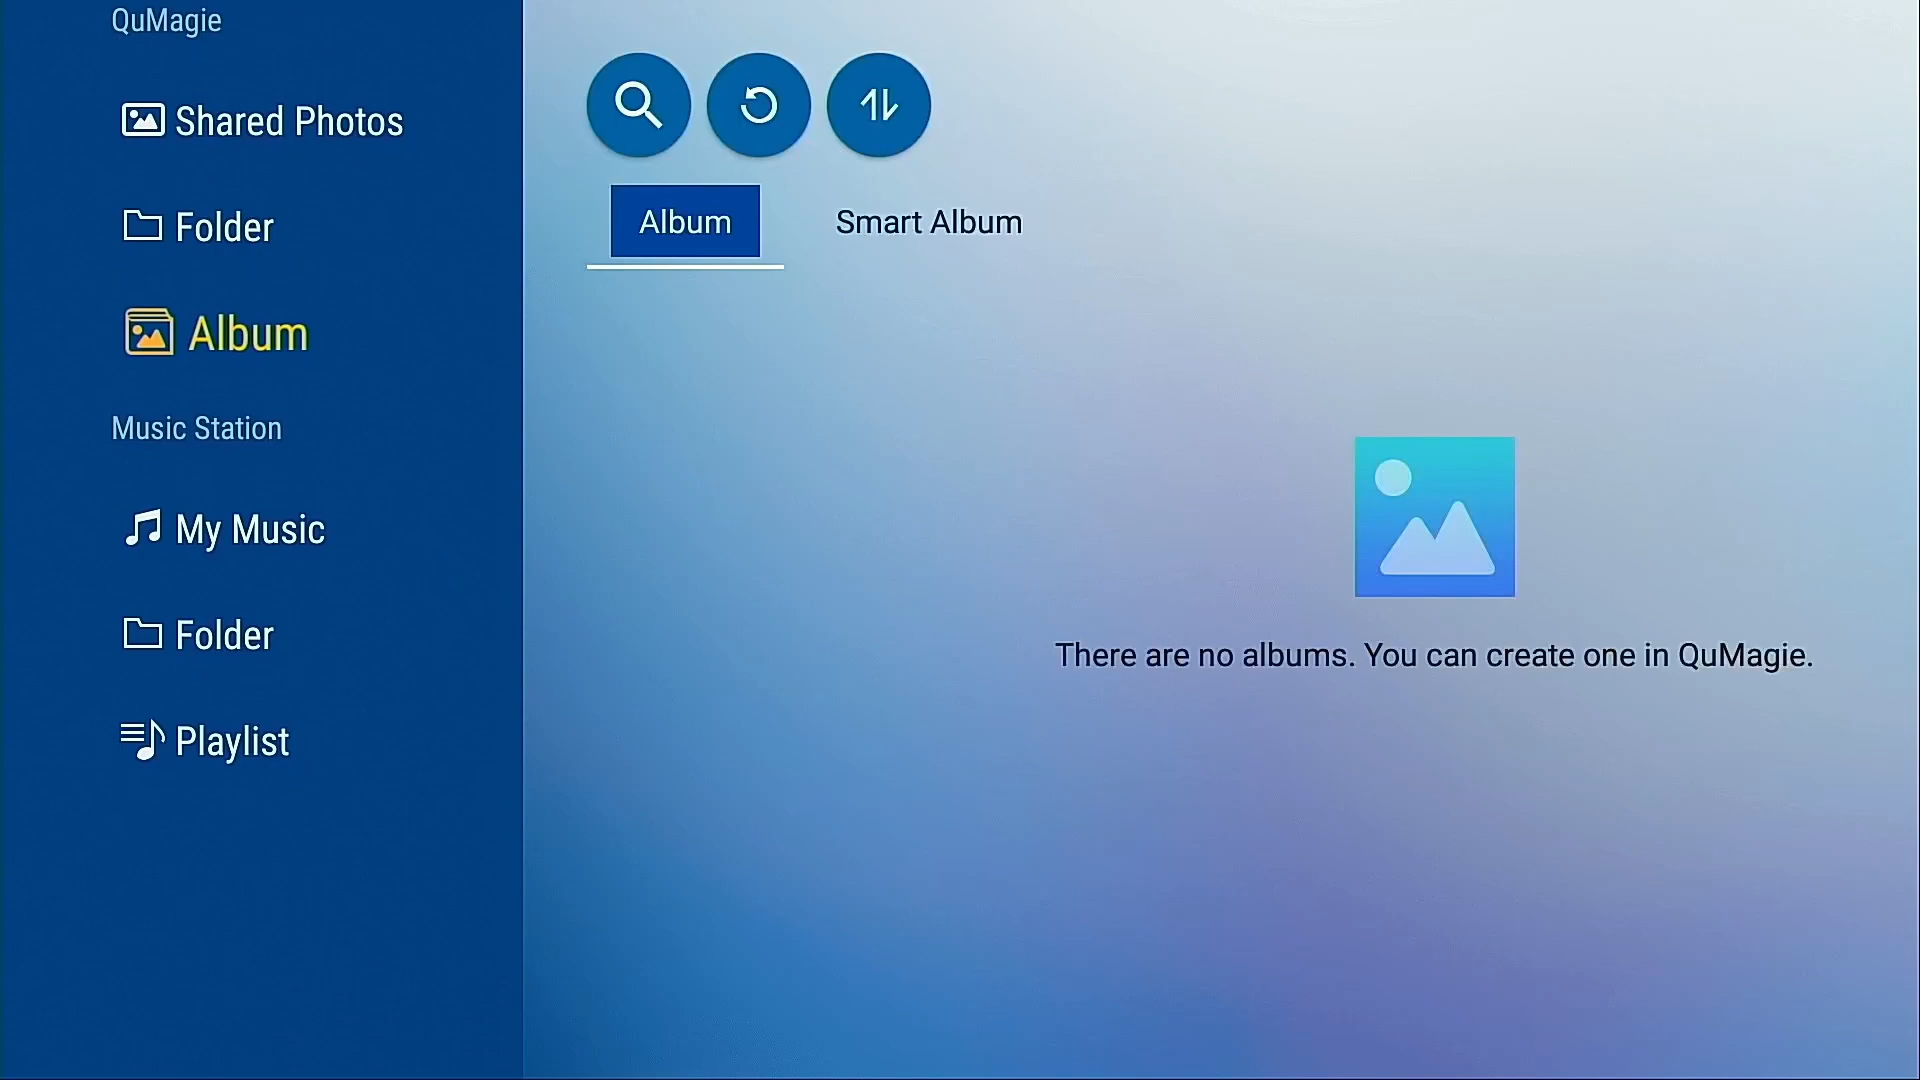 QuMagie
Shared Photos
Folder
Album
Music Station
My Music
Folder
Playlist
Album
Smart Album
There are no albums. You can create one in QuMagie.